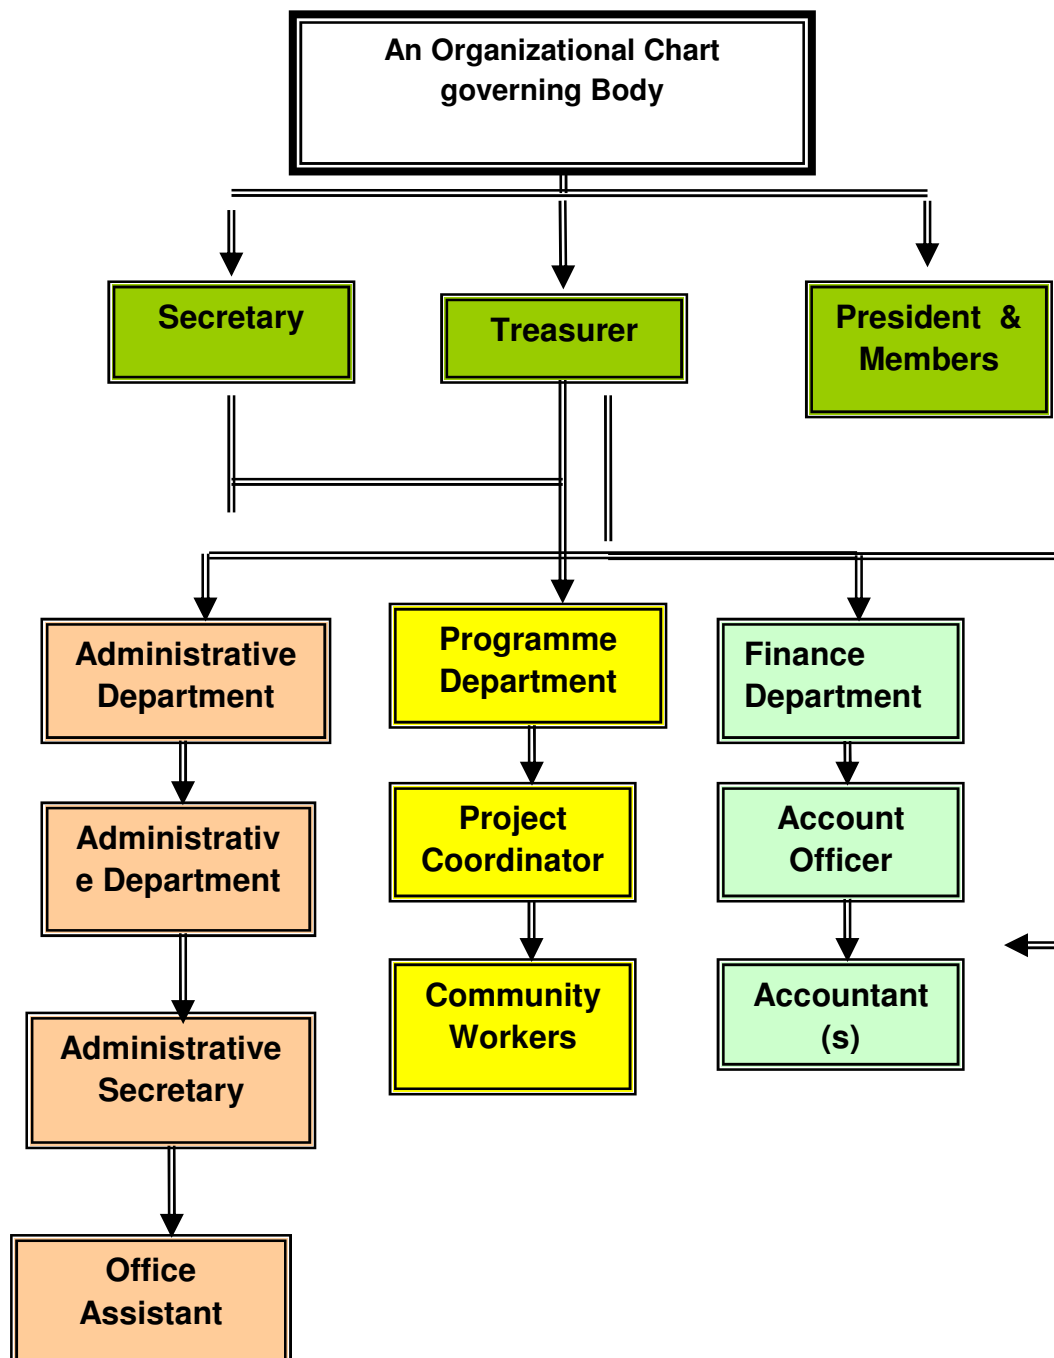 An Organizational Chart
governing Body
Secretary
Treasurer
President &
Members
Administrative
Department
Programme
Department
Finance
Department
Administrativ
e Department
Project
Coordinator
Account
Officer
Administrative
Secretary
Community
Workers
Accountant
(s)
Office
Assistant